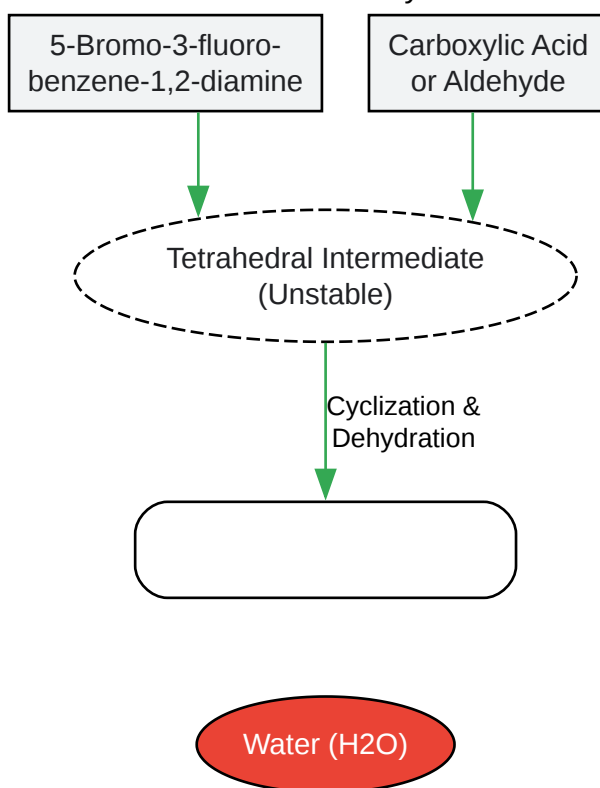 5-Bromo-3-fluoro-
benzene-1,2-diamine
Carboxylic Acid
or Aldehyde
Tetrahedral Intermediate
(Unstable)
Cyclization &
Dehydration
Water (H2O)